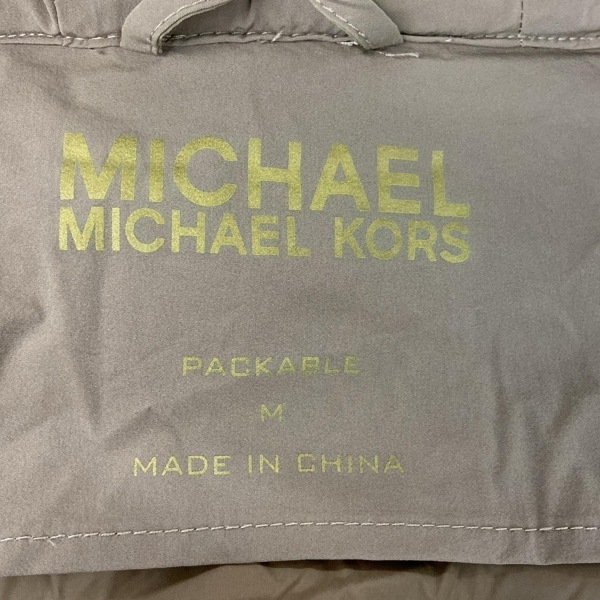 MICHAEL
MICHAEL KORS
PACKABLE
M
MADE IN CHINA